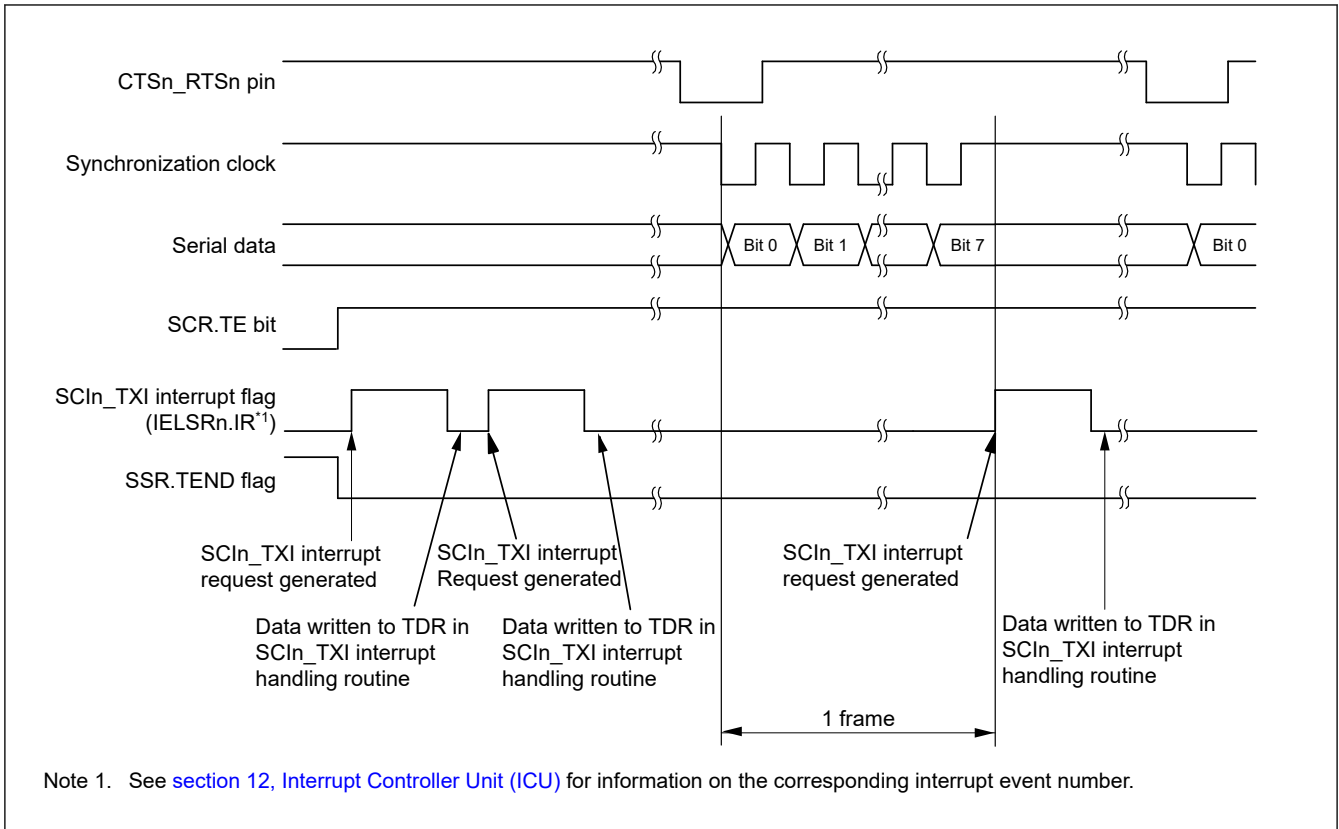 CTSn_RTSn pin
Synchronization clock
Serial data
Bit 0
Bit 1
Bit 7
Bit 0
SCR.TE bit
SCIn_TXI interrupt flag
(IELSRn.IR*1)
SSR.TEND flag
SCIn_TXI interrupt
request generated
SCIn_TXI interrupt
Request generated
SCIn_TXI interrupt
request generated
Data written to TDR in
SCIn_TXI interrupt
handling routine
Data written to TDR in
SCIn_TXI interrupt
handling routine
Data written to TDR in
SCIn_TXI interrupt
handling routine
1 frame
Note 1. See section 12, Interrupt Controller Unit (ICU) for information on the corresponding interrupt event number.